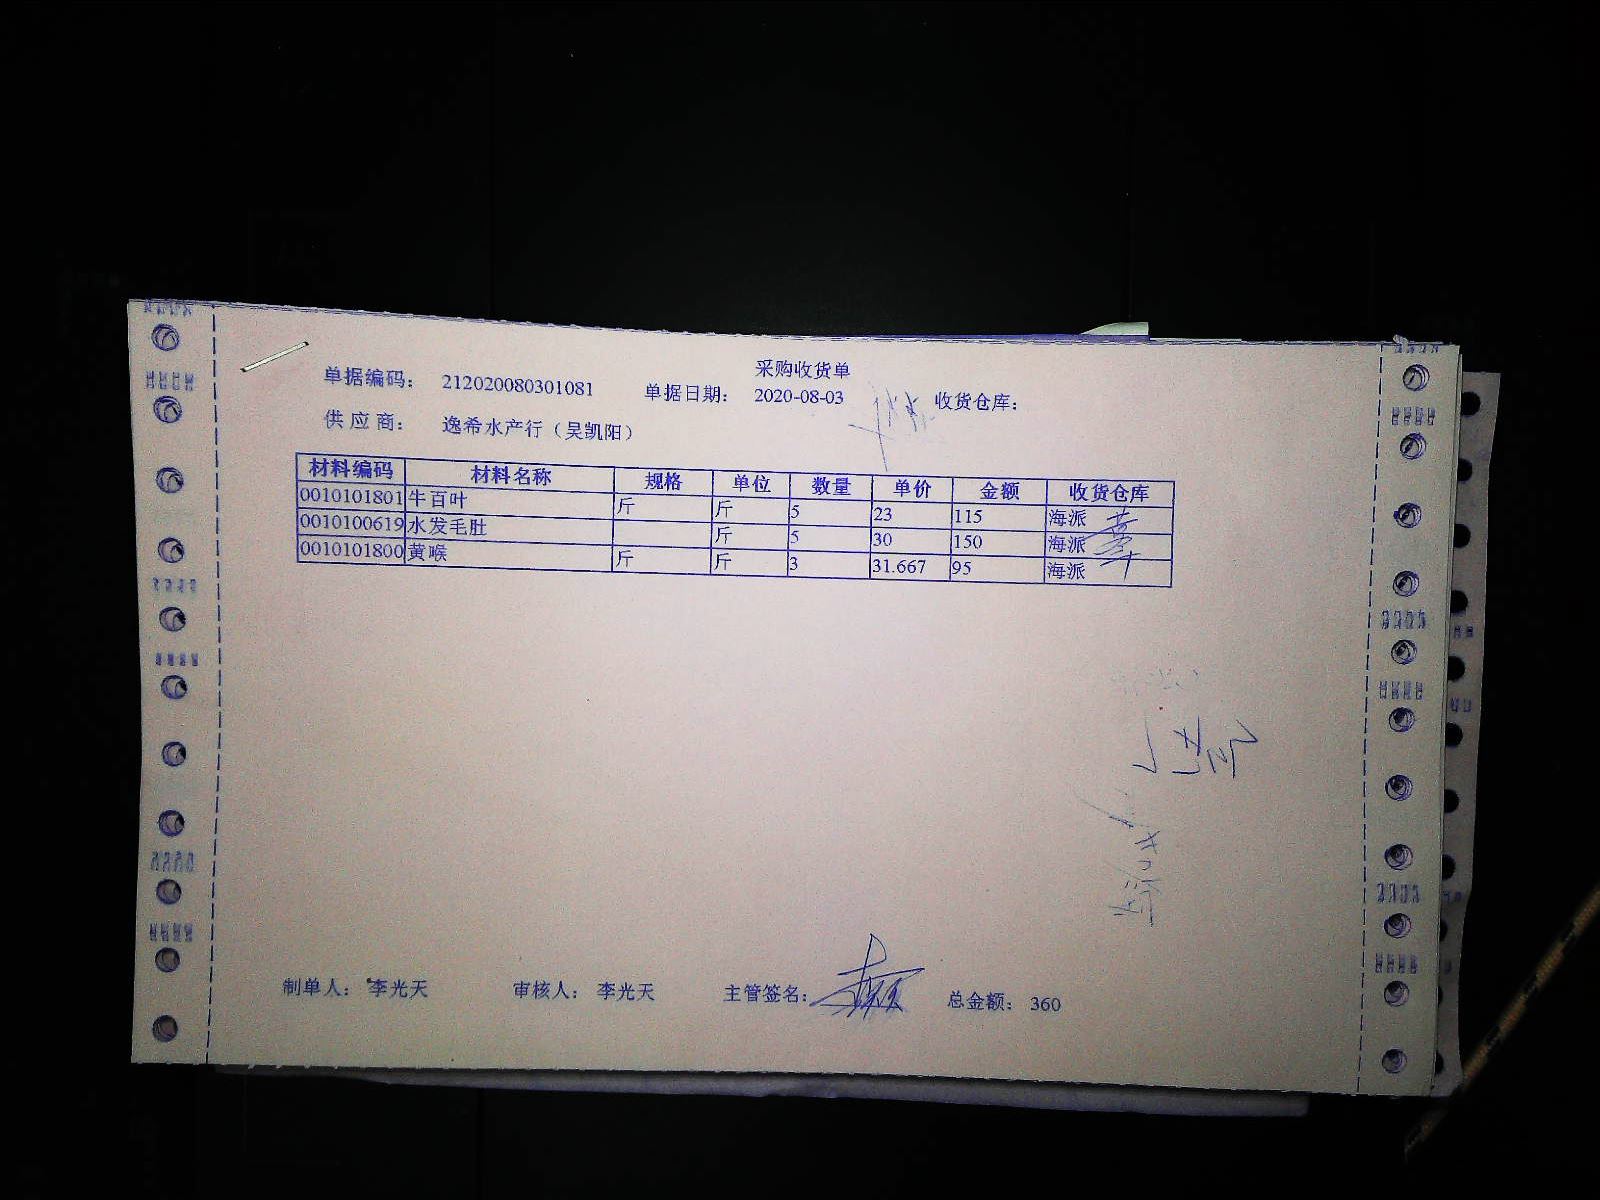 采购收货单
单据编码： 212020080301081 单据日期： 2020-08-03 收货仓库：
供应商： 逸希水产行（吴凯阳）
材料编码 材料名称 规格 单位 数量 单价 金额 收货仓库
0010101801 牛百叶 斤 斤 5 23 115 海派
0010100619 水发毛肚 斤 5 30 150 海派
0010101800 黄喉 斤 斤 3 31.667 95 海派
制单人： 李光天 审核人： 李光天 主管签名： 总金额： 360